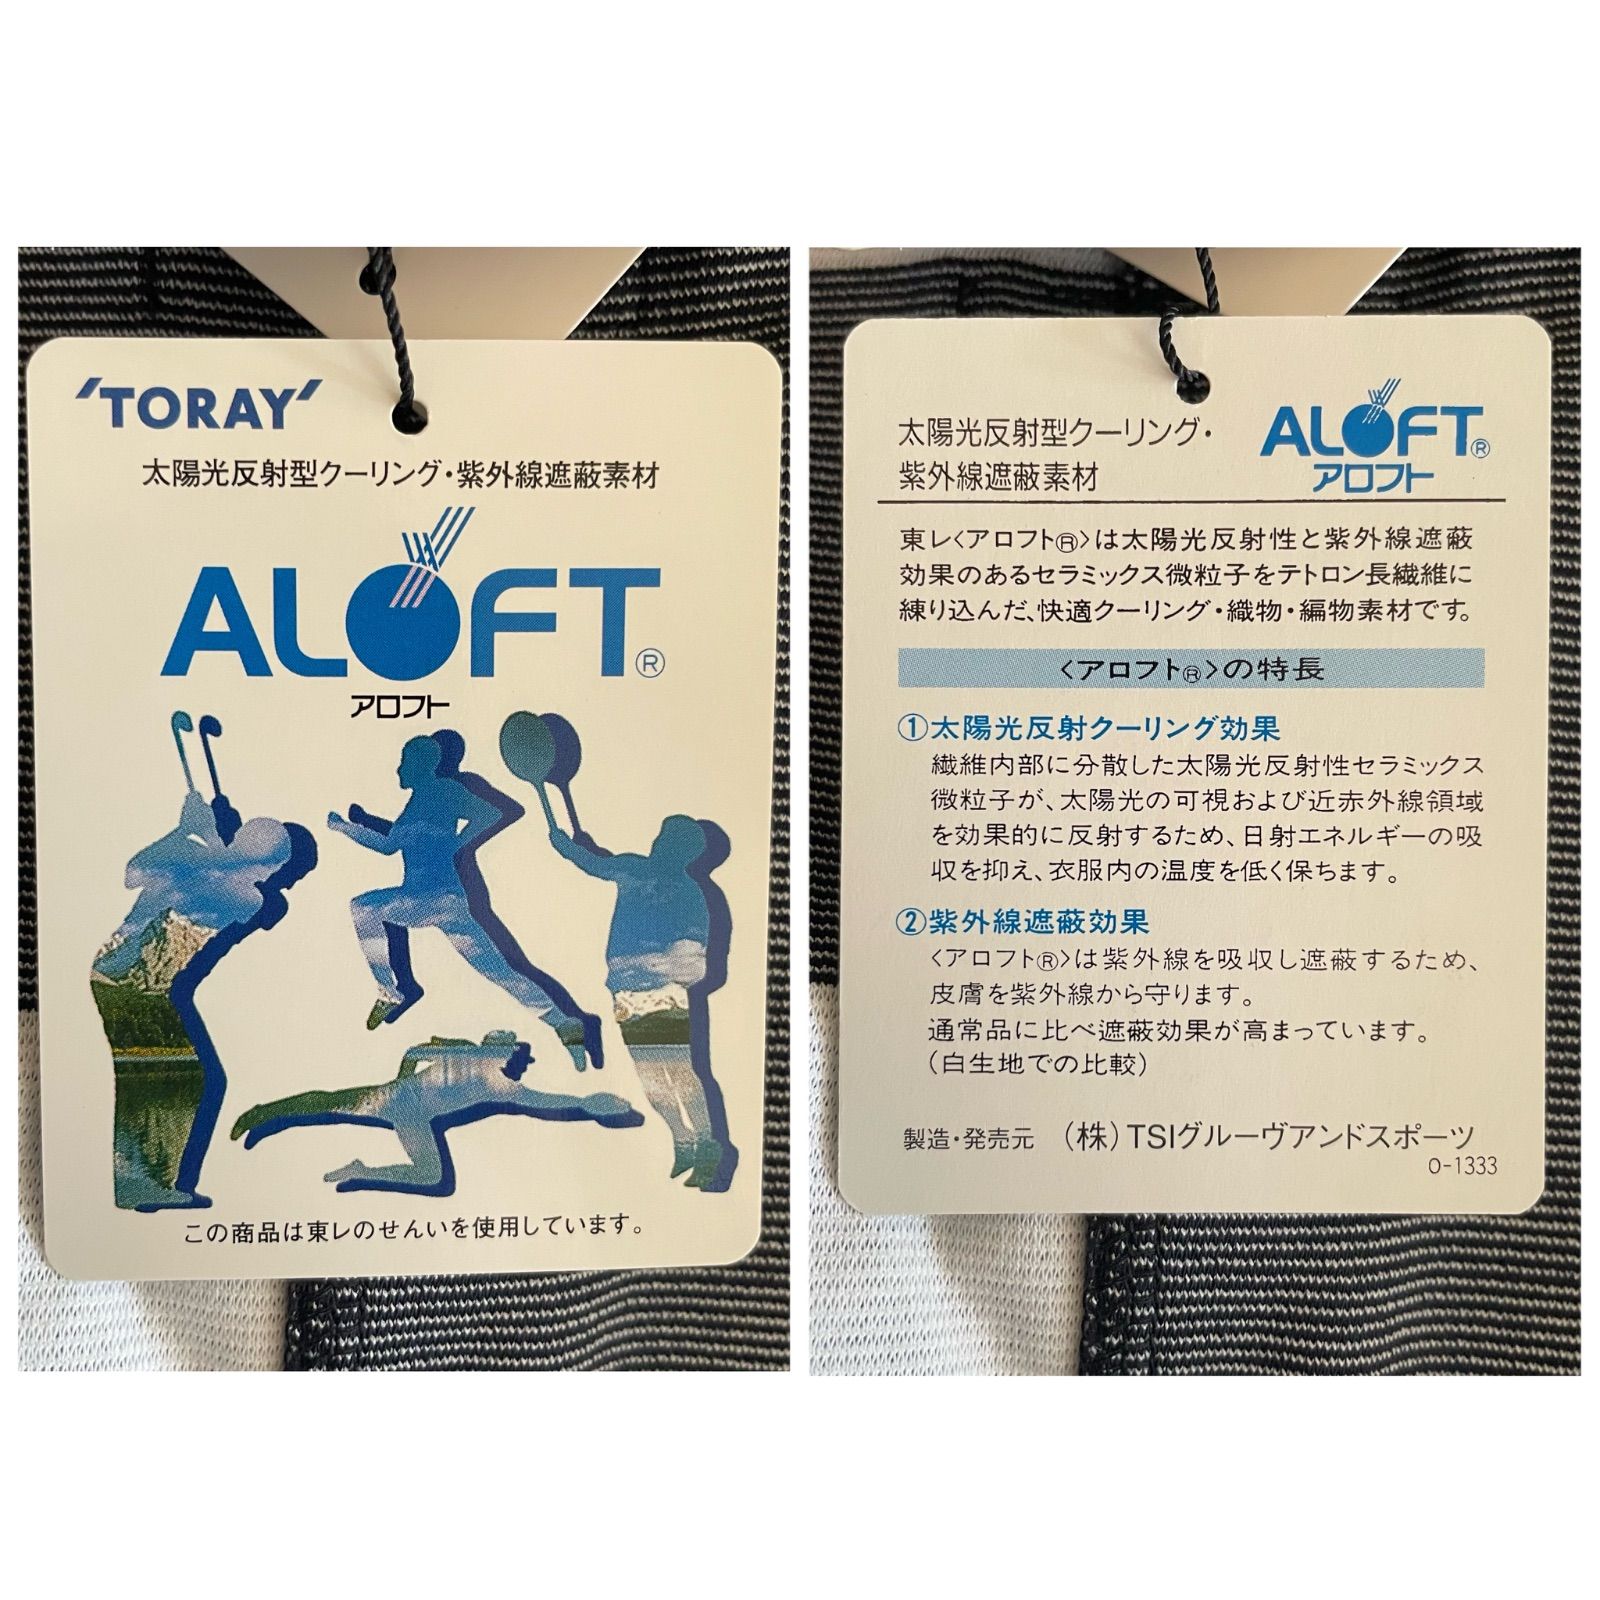 'TORAY'
太陽光反射型クーリング・紫外線遮蔽素材
ALOFT®
アロフト
この商品は東レのせんいを使用しています。
太陽光反射型クーリング・
紫外線遮蔽素材
ALOFT®
アロフト
東レ〈アロフト®〉は太陽光反射性と紫外線遮蔽
効果のあるセラミックス微粒子をテトロン長繊維に
練り込んだ、快適クーリング・織物・編物素材です。
〈アロフト®〉の特長
①太陽光反射クーリング効果
繊維内部に分散した太陽光反射性セラミックス
微粒子が、太陽光の可視および近赤外線領域
を効果的に反射するため、日射エネルギーの吸
収を抑え、衣服内の温度を低く保ちます。
②紫外線遮蔽効果
〈アロフト®〉は紫外線を吸収し遮蔽するため、
皮膚を紫外線から守ります。
通常品に比べ遮蔽効果が高まっています。
（白生地での比較）
製造・発売元 （株）TSIグルーヴアンドスポーツ
O-1333